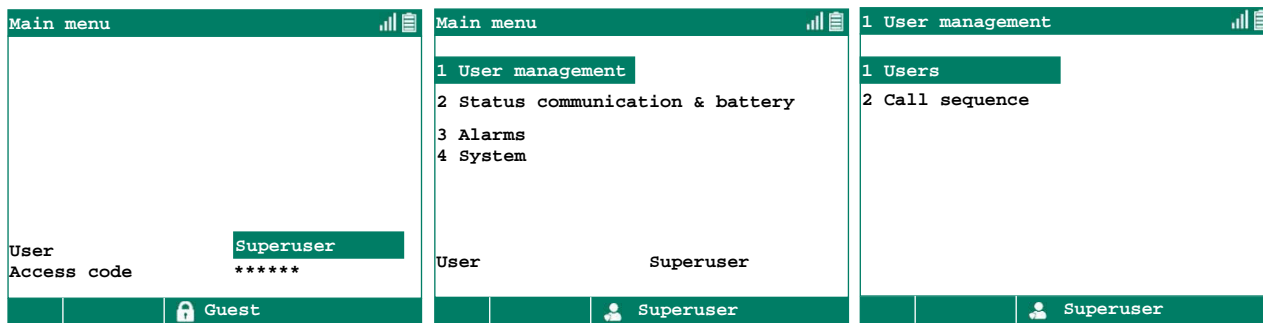 Main menu
User Superuser
Access code ******
Guest
Main menu
1 User management
2 Status communication & battery
3 Alarms
4 System
User Superuser
Superuser
1 User management
1 Users
2 Call sequence
Superuser